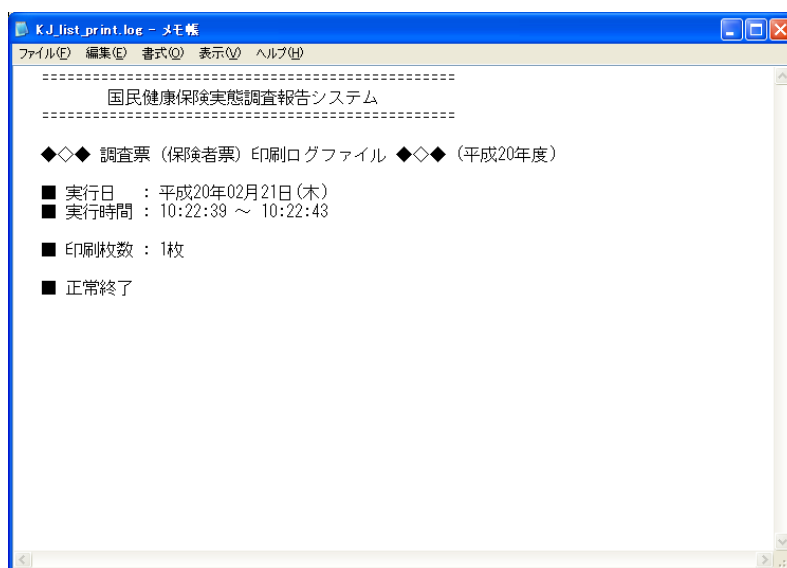 KJ_list_print.log - メモ帳
ファイル(F) 編集(E) 書式(O) 表示(V) ヘルプ(H)
==================================================
国民健康保険実態調査報告システム
==================================================
◆◇◆ 調査票（保険者票）印刷ログファイル ◆◇◆（平成20年度）
■ 実行日 ： 平成20年02月21日(木)
■ 実行時間 ： 10:22:39 ～ 10:22:43
■ 印刷枚数 ： 1枚
■ 正常終了